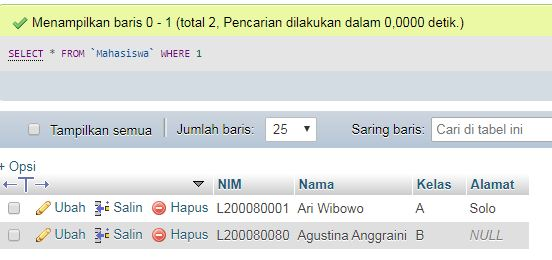 Menampilkan baris 0 - 1 (total 2, Pencarian dilakukan dalam 0,0000 detik.)
SELECT * FROM `Mahasiswa` WHERE 1
Tampilkan semua Jumlah baris: 25 Saring baris: Cari di tabel ini
+ Opsi
←T→ NIM Nama Kelas Alamat
Ubah Salin Hapus L200080001 Ari Wibowo A Solo
Ubah Salin Hapus L200080080 Agustina Anggraini B NULL